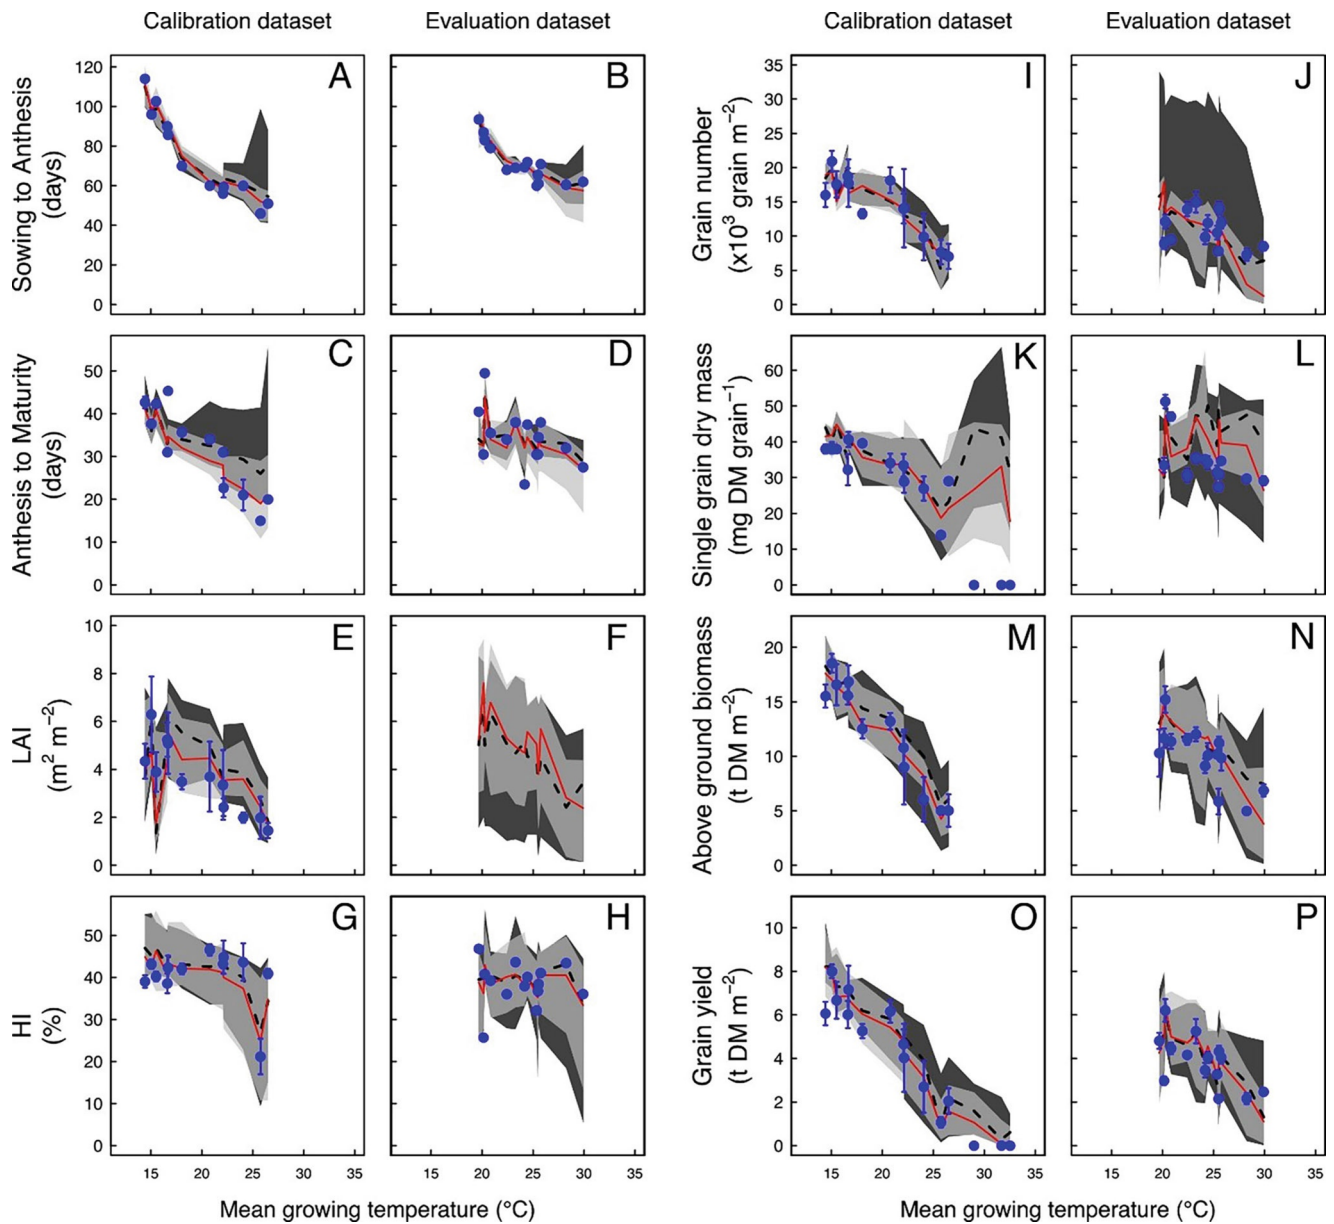 Calibration dataset Evaluation dataset Calibration dataset Evaluation dataset
A
B
I
J
Sowing to Anthesis
(days)
120
100
80
60
40
20
0
Grain number
(x10³ grain m⁻²)
35
30
25
20
15
10
5
0
C
D
K
L
Anthesis to Maturity
(days)
50
40
30
20
10
0
Single grain dry mass
(mg DM grain⁻¹)
60
50
40
30
20
10
0
E
F
M
N
LAI
(m² m⁻²)
10
8
6
4
2
0
Above ground biomass
(t DM m⁻²)
20
15
10
5
0
G
H
O
P
HI
(%)
50
40
30
20
10
0
Grain yield
(t DM m⁻²)
10
8
6
4
2
0
15 20 25 30 35 15 20 25 30 35 15 20 25 30 35 15 20 25 30 35
Mean growing temperature (°C) Mean growing temperature (°C)